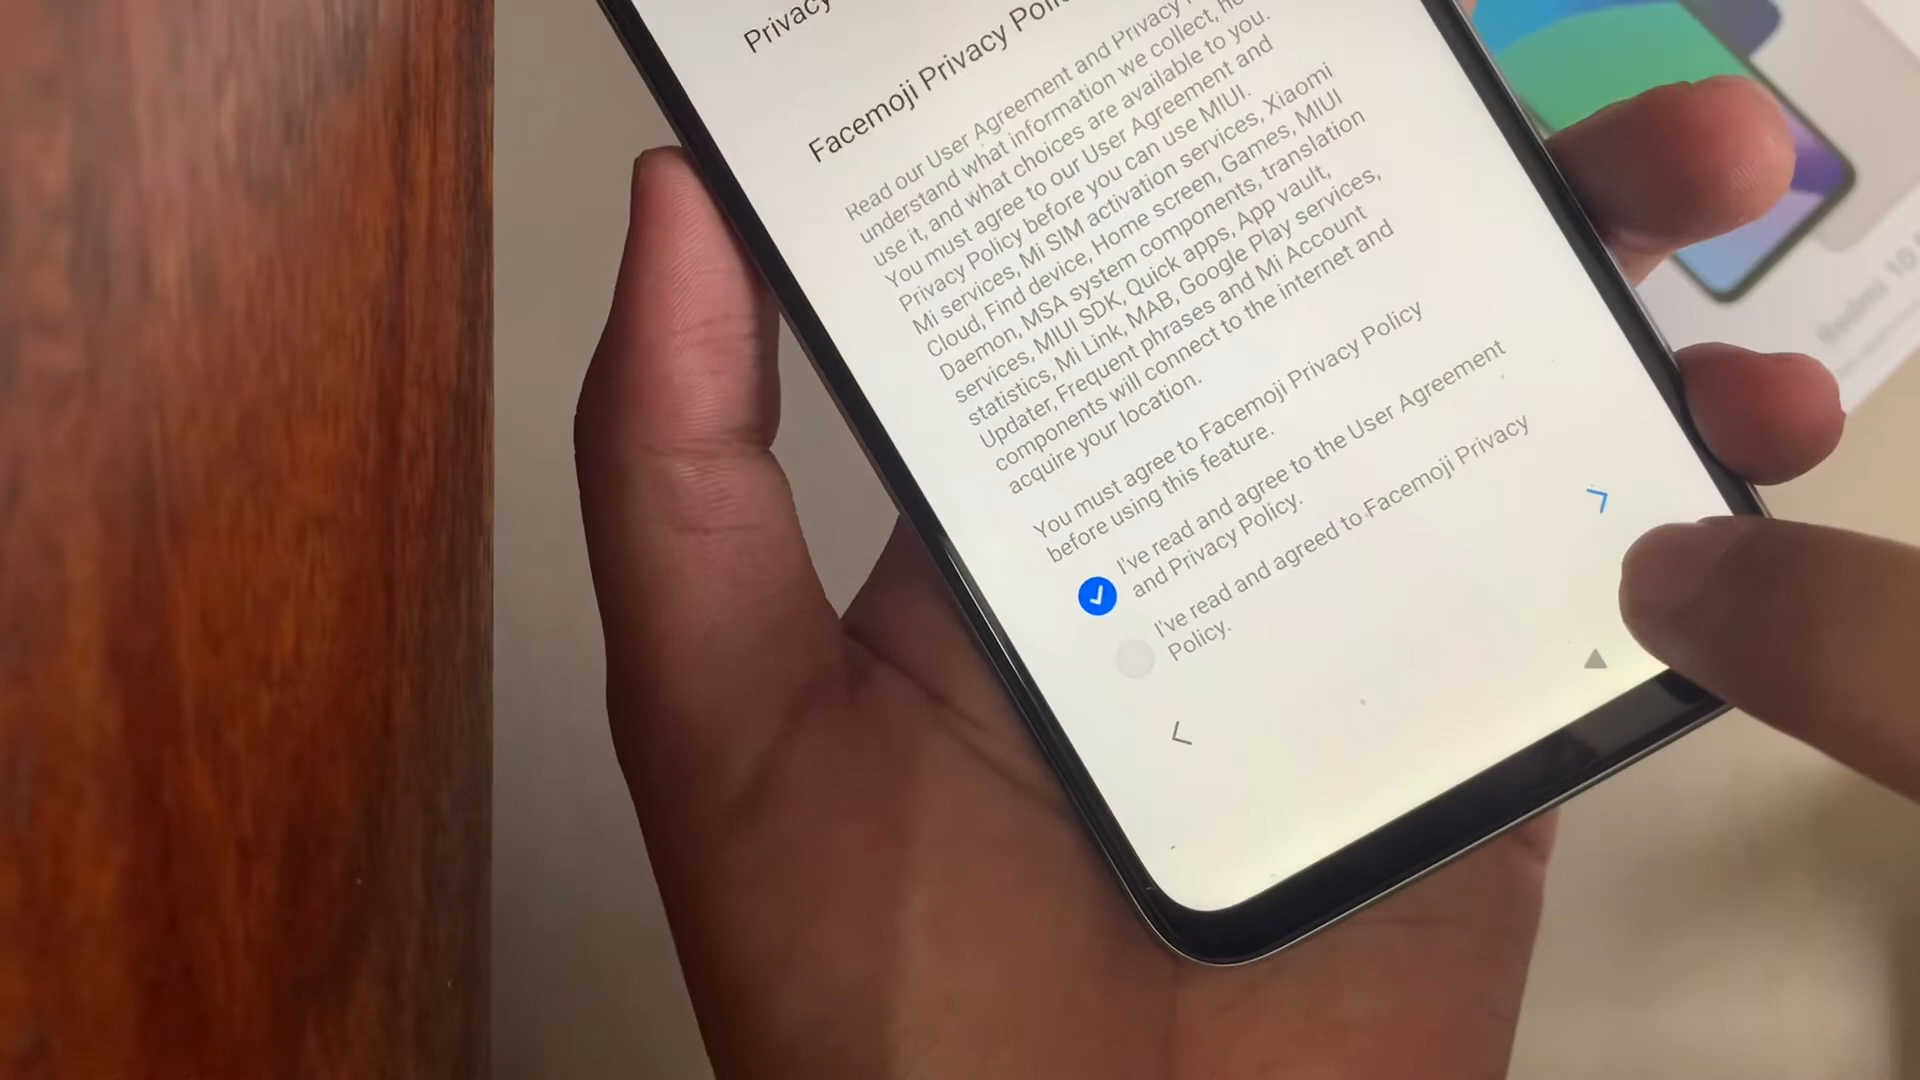 Privacy
Facemoji Privacy
Read our User Agreement and Privacy
understand what information we collect,
use it, and what choices are available to you.
You must agree to our User Agreement and
Privacy Policy before you can use MIUI.
Mi services, Mi SIM activation services, Xiaomi
Cloud, Find device, Home screen, Games, MIUI
Daemon, MSA system components, translation
services, MIUI SDK, Quick apps, App vault,
statistics, Mi Link, MAB, Google Play services,
Updater, Frequent phrases and Mi Account
components will connect to the internet and
acquire your location.
You must agree to Facemoji Privacy Policy
before using this feature.
I've read and agree to the User Agreement
and Privacy Policy.
I've read and agreed to Facemoji Privacy
Policy.
Redmi 10